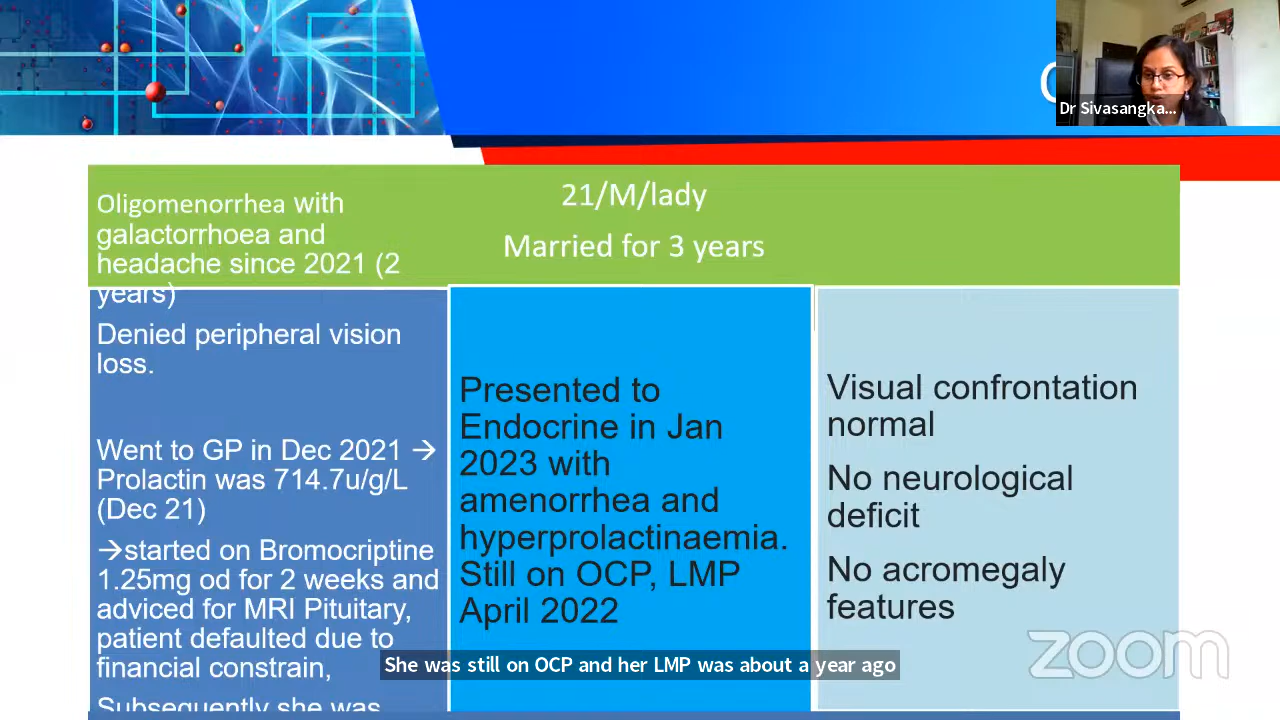 Dr Sivasangka...
21/M/lady
Married for 3 years
Oligomenorrhea with
galactorrhoea and
headache since 2021 (2
years)
Denied peripheral vision
loss.
Went to GP in Dec 2021 →
Prolactin was 714.7u/g/L
(Dec 21)
→started on Bromocriptine
1.25mg od for 2 weeks and
adviced for MRI Pituitary,
patient defaulted due to
financial constrain,
Subsequently she was
Presented to
Endocrine in Jan
2023 with
amenorrhea and
hyperprolactinaemia.
Still on OCP, LMP
April 2022
Visual confrontation
normal
No neurological
deficit
No acromegaly
features
zoom
She was still on OCP and her LMP was about a year ago